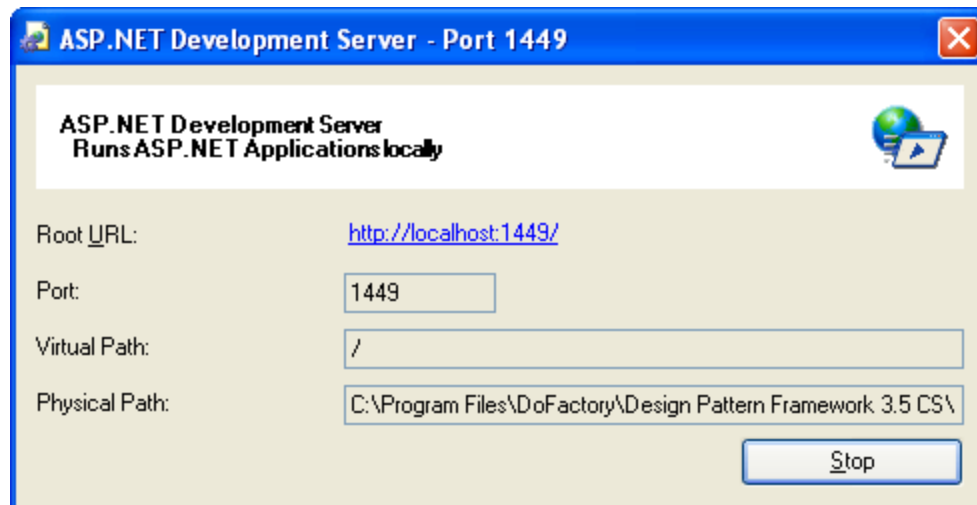 ASP.NET Development Server - Port 1449
ASP.NET Development Server
Runs ASP.NET Applications locally
Root URL: http://localhost:1449/
Port: 1449
Virtual Path: /
Physical Path: C:\Program Files\DoFactory\Design Pattern Framework 3.5 CS\
Stop